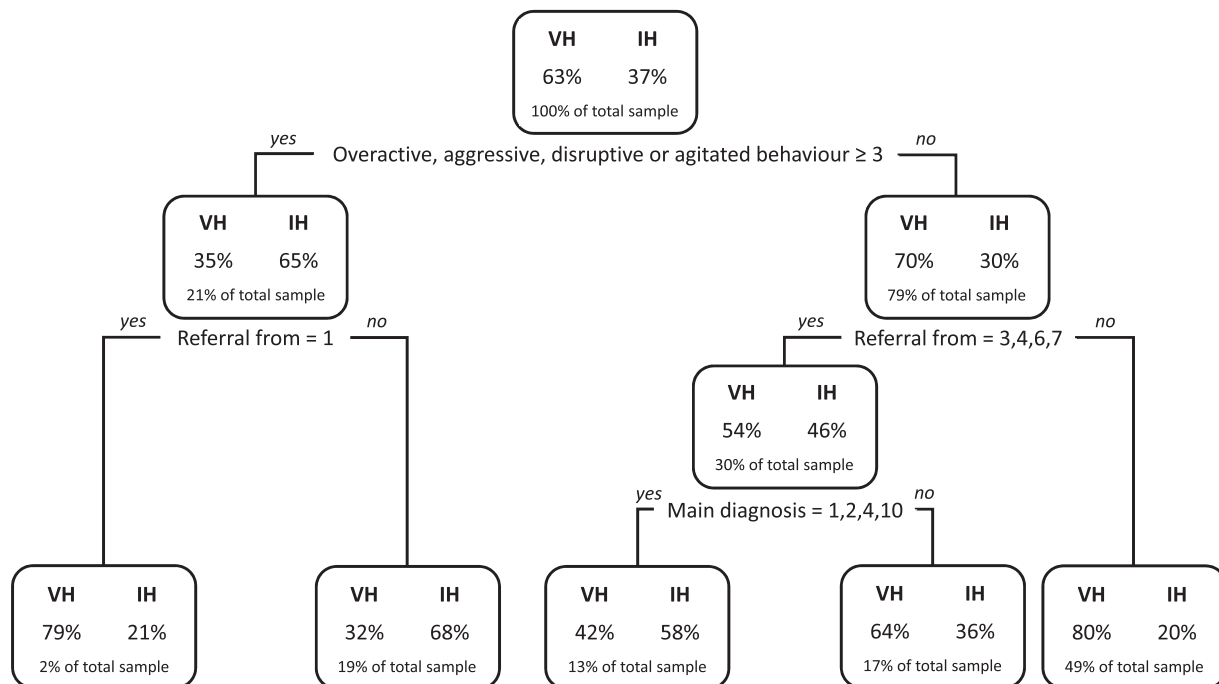 VH IH
63% 37%
100% of total sample
yes
no
Overactive, aggressive, disruptive or agitated behaviour ≥ 3
VH IH
35% 65%
21% of total sample
VH IH
70% 30%
79% of total sample
yes
Referral from = 1
no
yes
Referral from = 3,4,6,7
no
VH IH
54% 46%
30% of total sample
yes
Main diagnosis = 1,2,4,10
no
VH IH
79% 21%
2% of total sample
VH IH
32% 68%
19% of total sample
VH IH
42% 58%
13% of total sample
VH IH
64% 36%
17% of total sample
VH IH
80% 20%
49% of total sample